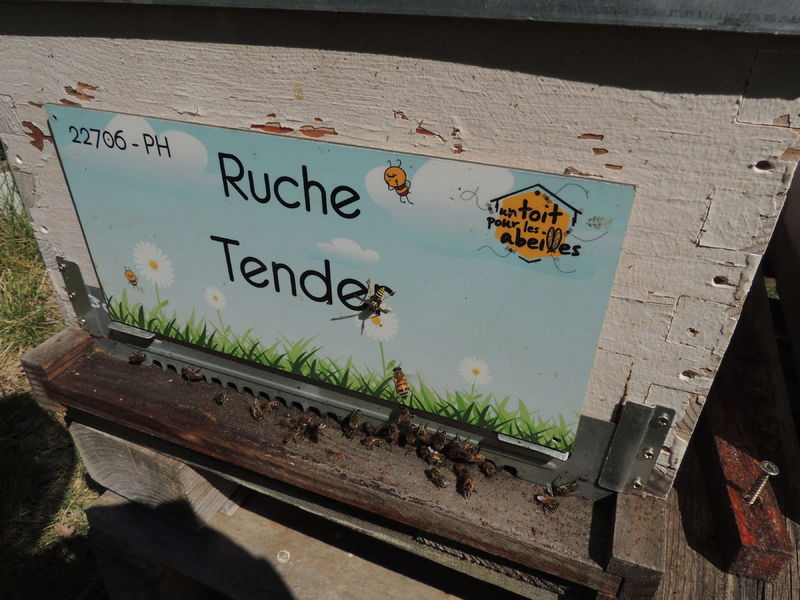 22706 - PH
Ruche
Tende
un toit
pour les
abeilles